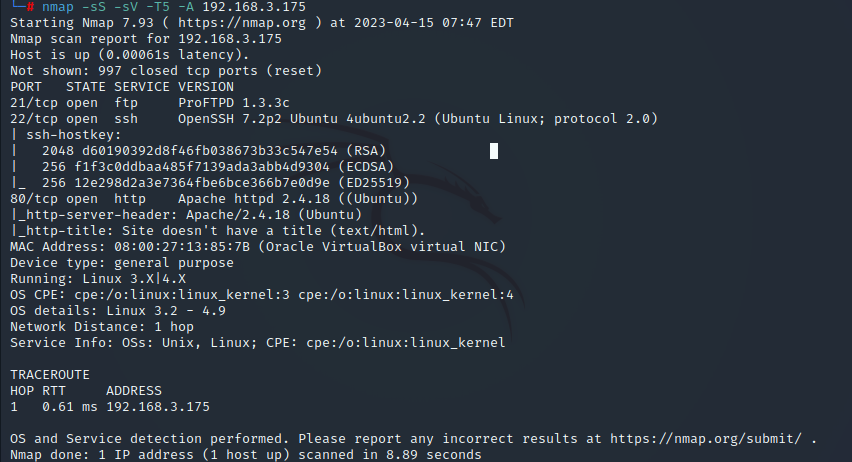 └─# nmap -sS -sV -T5 -A 192.168.3.175
Starting Nmap 7.93 ( https://nmap.org ) at 2023-04-15 07:47 EDT
Nmap scan report for 192.168.3.175
Host is up (0.00061s latency).
Not shown: 997 closed tcp ports (reset)
PORT   STATE SERVICE VERSION
21/tcp open  ftp     ProFTPD 1.3.3c
22/tcp open  ssh     OpenSSH 7.2p2 Ubuntu 4ubuntu2.2 (Ubuntu Linux; protocol 2.0)
| ssh-hostkey:
|   2048 d60190392d8f46fb038673b33c547e54 (RSA)
|   256 f1f3c0ddbaa485f7139ada3abb4d9304 (ECDSA)
|_  256 12e298d2a3e7364fbe6bce366b7e0d9e (ED25519)
80/tcp open  http    Apache httpd 2.4.18 ((Ubuntu))
|_http-server-header: Apache/2.4.18 (Ubuntu)
|_http-title: Site doesn't have a title (text/html).
MAC Address: 08:00:27:13:85:7B (Oracle VirtualBox virtual NIC)
Device type: general purpose
Running: Linux 3.X|4.X
OS CPE: cpe:/o:linux:linux_kernel:3 cpe:/o:linux:linux_kernel:4
OS details: Linux 3.2 - 4.9
Network Distance: 1 hop
Service Info: OSs: Unix, Linux; CPE: cpe:/o:linux:linux_kernel
TRACEROUTE
HOP RTT     ADDRESS
1   0.61 ms 192.168.3.175
OS and Service detection performed. Please report any incorrect results at https://nmap.org/submit/ .
Nmap done: 1 IP address (1 host up) scanned in 8.89 seconds